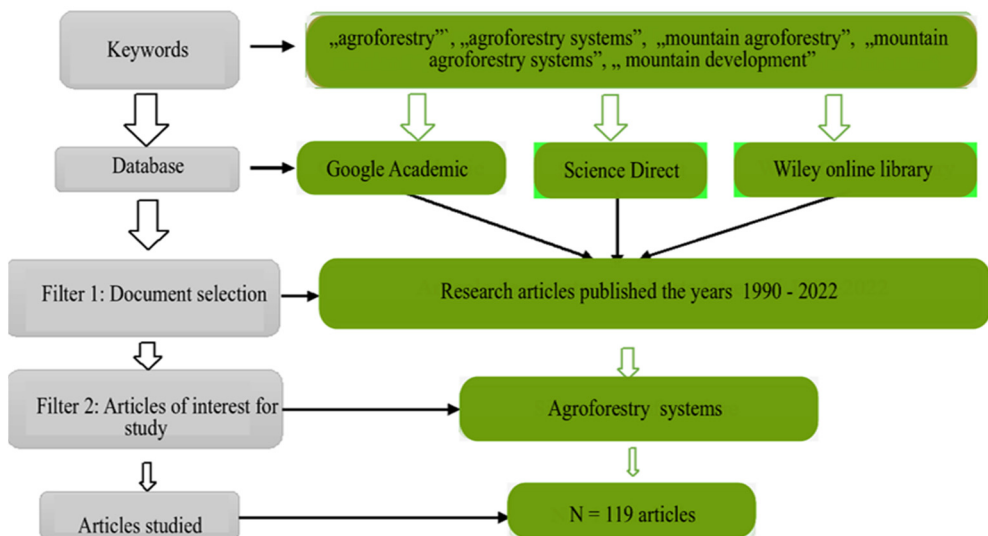 Keywords
„agroforestry”`, „agroforestry systems”, „mountain agroforestry”, „mountain
agroforestry systems”, „ mountain development”
Database
Google Academic
Science Direct
Wiley online library
Filter 1: Document selection
Research articles published the years 1990 - 2022
Filter 2: Articles of interest for
study
Agroforestry systems
Articles studied
N = 119 articles